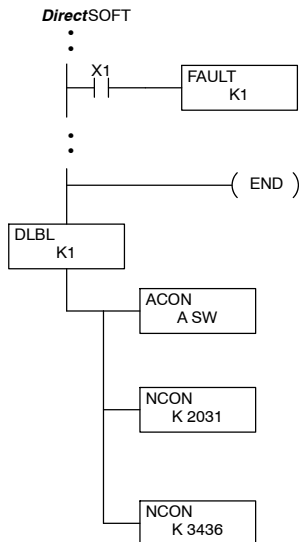 DirectSOFT
X1
FAULT
K1
END
DLBL
K1
ACON
A SW
NCON
K 2031
NCON
K 3436